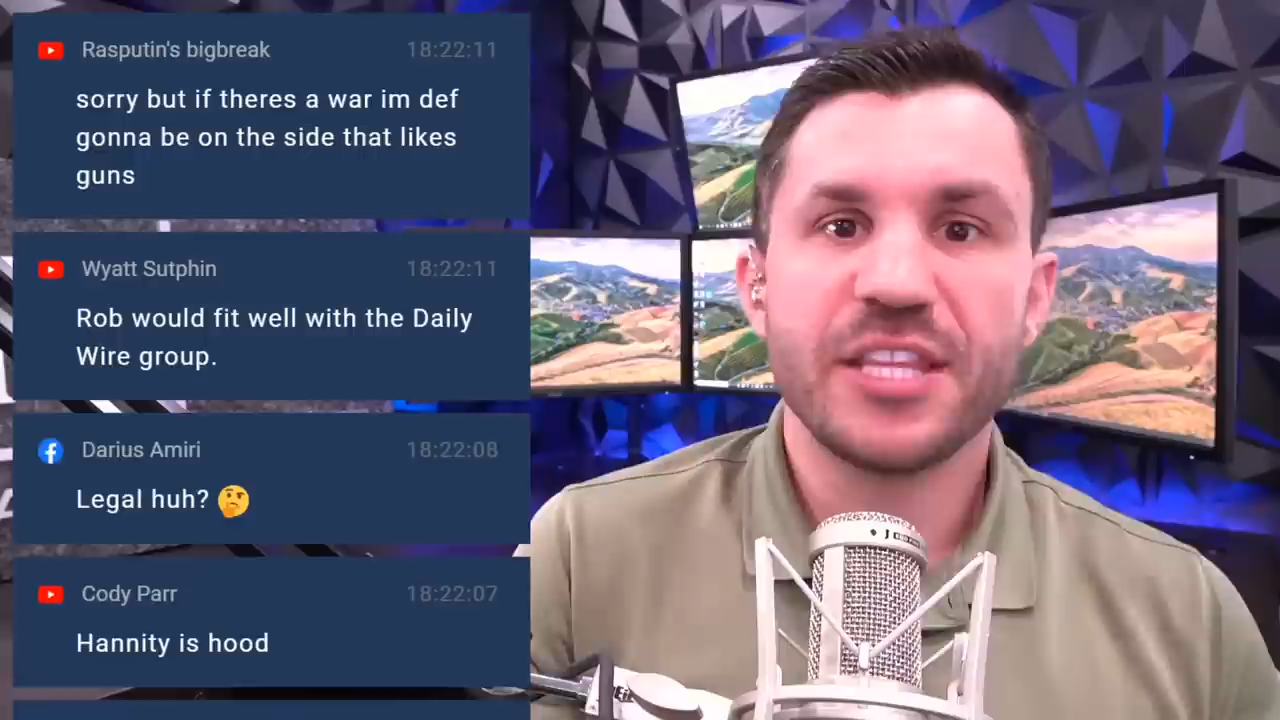 Rasputin's bigbreak 18:22:11
sorry but if theres a war im def
gonna be on the side that likes
guns
Wyatt Sutphin 18:22:11
Rob would fit well with the Daily
Wire group.
Darius Amiri 18:22:08
Legal huh? 🤔
Cody Parr 18:22:07
Hannity is hood